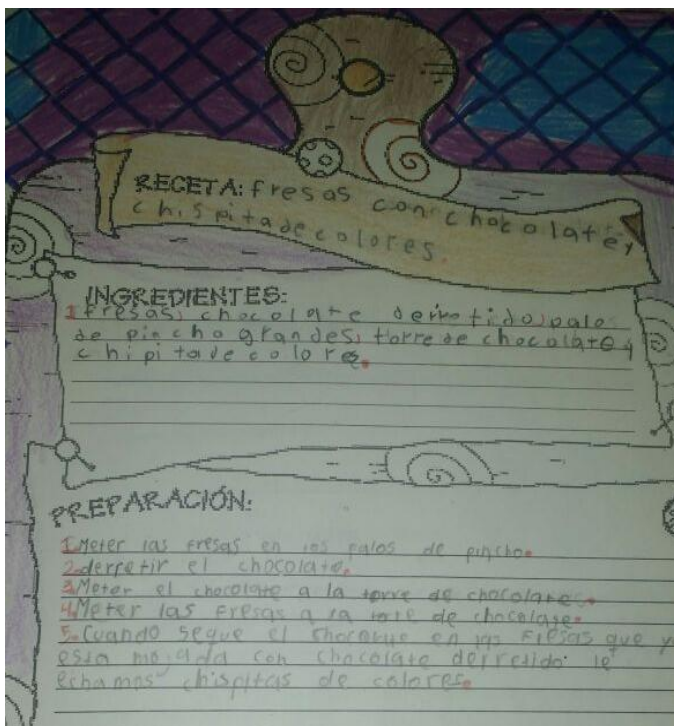 RECETA: fresas con chocolate y
chispitadecolores.
INGREDIENTES:
1 fresas, chocolate derretido, palo
de pincho grandes, torre de chocolate y
chipitadecolores.
PREPARACIÓN:
1. Meter las fresas en los palos de pincho.
2. derretir el chocolate.
3. Meter el chocolate a la torre de chocolate.
4. Meter las fresas a la torre de chocolate.
5. Cuando seque el chocolate en las fresas que
esta mojada con chocolate derretido le
echamos chispitas de colores.